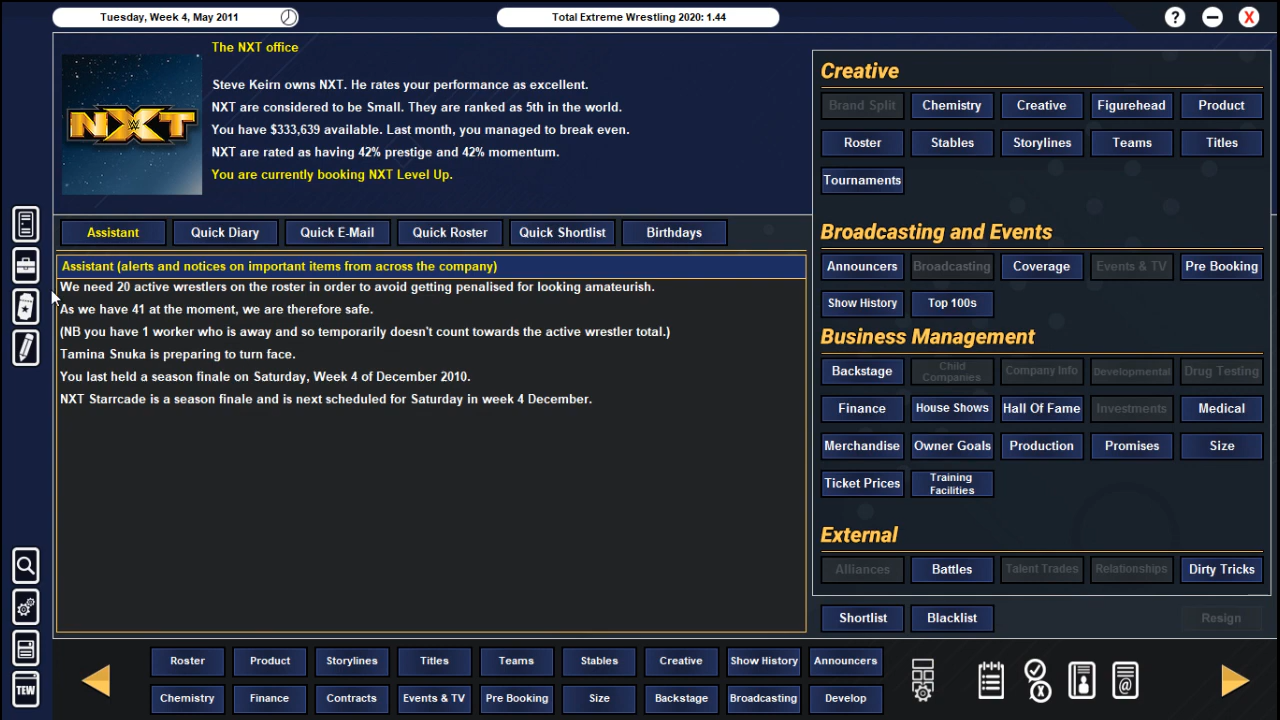 Tuesday, Week 4, May 2011
Total Extreme Wrestling 2020: 1.44
? X
The NXT office
Steve Keirn owns NXT. He rates your performance as excellent.
NXT are considered to be Small. They are ranked as 5th in the world.
You have $333,639 available. Last month, you managed to break even.
NXT are rated as having 42% prestige and 42% momentum.
You are currently booking NXT Level Up.
NXT
Assistant Quick Diary Quick E-Mail Quick Roster Quick Shortlist Birthdays
Assistant (alerts and notices on important items from across the company)
We need 20 active wrestlers on the roster in order to avoid getting penalised for looking amateurish.
As we have 41 at the moment, we are therefore safe.
(NB you have 1 worker who is away and so temporarily doesn't count towards the active wrestler total.)
Tamina Snuka is preparing to turn face.
You last held a season finale on Saturday, Week 4 of December 2010.
NXT Starrcade is a season finale and is next scheduled for Saturday in week 4 December.
Creative
Brand Split Chemistry Creative Figurehead Product
Roster Stables Storylines Teams Titles
Tournaments
Broadcasting and Events
Announcers Broadcasting Coverage Events & TV Pre Booking
Show History Top 100s
Business Management
Backstage Child Companies Company Info Developmental Drug Testing
Finance House Shows Hall Of Fame Investments Medical
Merchandise Owner Goals Production Promises Size
Ticket Prices Training Facilities
External
Alliances Battles Talent Trades Relationships Dirty Tricks
Shortlist Blacklist Resign
Roster Product Storylines Titles Teams Stables Creative Show History Announcers
Chemistry Finance Contracts Events & TV Pre Booking Size Backstage Broadcasting Develop
TEW